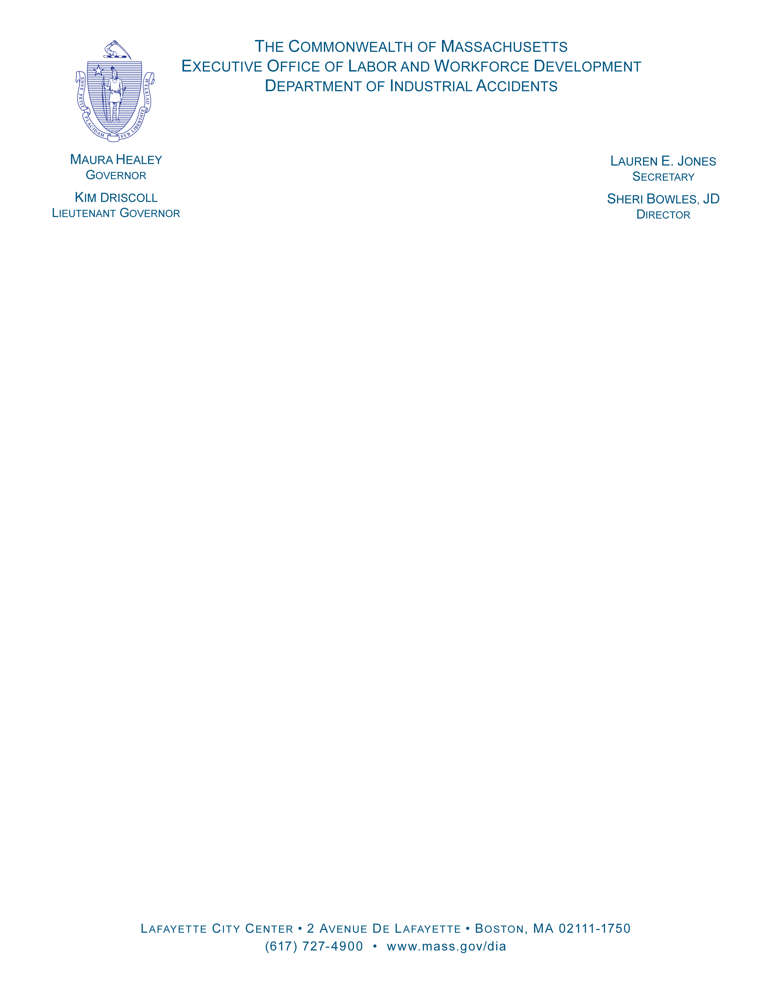 THE COMMONWEALTH OF MASSACHUSETTS
EXECUTIVE OFFICE OF LABOR AND WORKFORCE DEVELOPMENT
DEPARTMENT OF INDUSTRIAL ACCIDENTS
ENSE PETIT PLACIDAM SVB LIBERTATE QVIETEM
MAURA HEALEY
GOVERNOR
KIM DRISCOLL
LIEUTENANT GOVERNOR
LAUREN E. JONES
SECRETARY
SHERI BOWLES, JD
DIRECTOR
LAFAYETTE CITY CENTER • 2 AVENUE DE LAFAYETTE • BOSTON, MA 02111-1750
(617) 727-4900 • www.mass.gov/dia